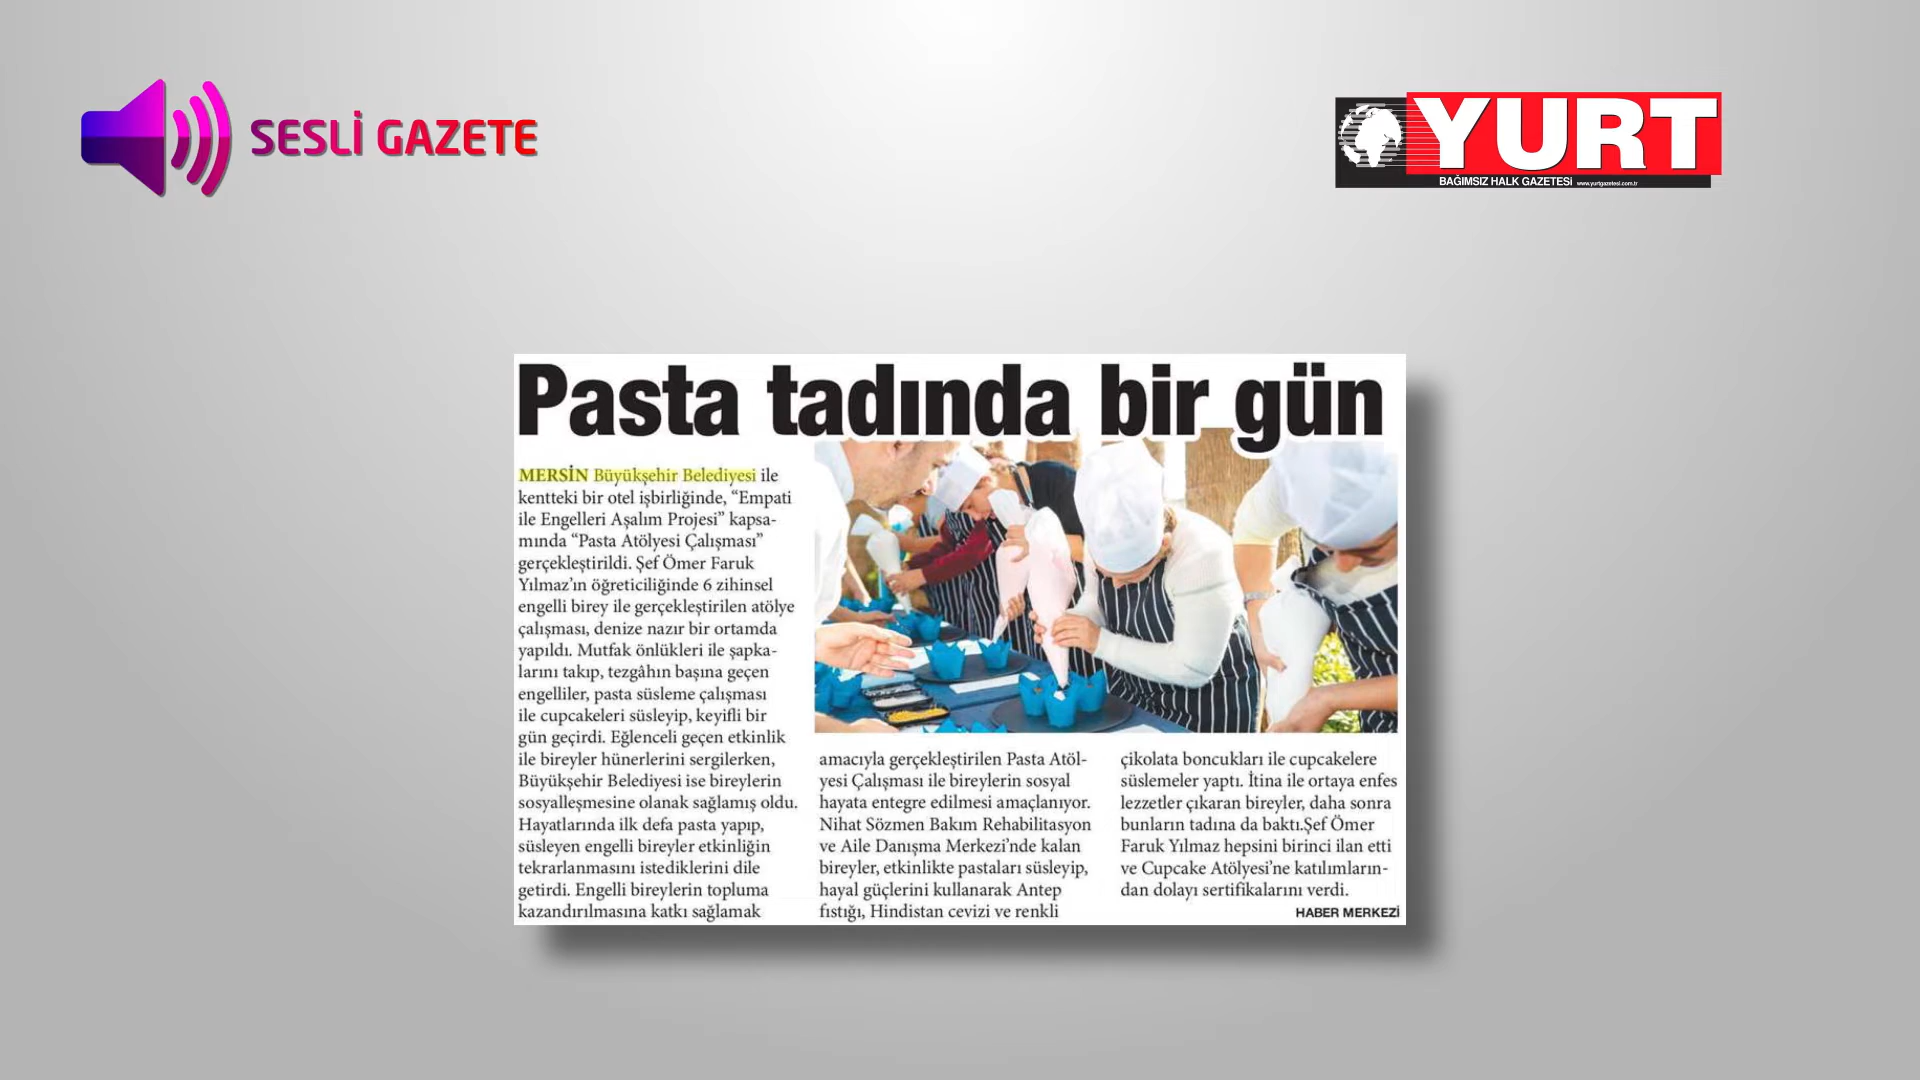 SESLİ GAZETE
YURT
BAĞIMSIZ HALK GAZETESİ www.yurtgazetesi.com.tr
Pasta tadında bir gün
MERSİN Büyükşehir Belediyesi ile
kentteki bir otel işbirliğinde, “Empati
ile Engelleri Aşalım Projesi” kapsa-
mında “Pasta Atölyesi Çalışması”
gerçekleştirildi. Şef Ömer Faruk
Yılmaz’ın öğreticiliğinde 6 zihinsel
engelli birey ile gerçekleştirilen atölye
çalışması, denize nazır bir ortamda
yapıldı. Mutfak önlükleri ile şapka-
larını takıp, tezgâhın başına geçen
engelliler, pasta süsleme çalışması
ile cupcakeleri süsleyip, keyifli bir
gün geçirdi. Eğlenceli geçen etkinlik
ile bireyler hünerlerini sergilerken,
Büyükşehir Belediyesi ise bireylerin
sosyalleşmesine olanak sağlamış oldu.
Hayatlarında ilk defa pasta yapıp,
süsleyen engelli bireyler etkinliğin
tekrarlanmasını istediklerini dile
getirdi. Engelli bireylerin topluma
kazandırılmasına katkı sağlamak
amacıyla gerçekleştirilen Pasta Atöl-
yesi Çalışması ile bireylerin sosyal
hayata entegre edilmesi amaçlanıyor.
Nihat Sözmen Bakım Rehabilitasyon
ve Aile Danışma Merkezi’nde kalan
bireyler, etkinlikte pastaları süsleyip,
hayal güçlerini kullanarak Antep
fıstığı, Hindistan cevizi ve renkli
çikolata boncukları ile cupcakelere
süslemeler yaptı. İtina ile ortaya enfes
lezzetler çıkaran bireyler, daha sonra
bunların tadına da baktı.Şef Ömer
Faruk Yılmaz hepsini birinci ilan etti
ve Cupcake Atölyesi’ne katılımların-
dan dolayı sertifikalarını verdi.
HABER MERKEZİ